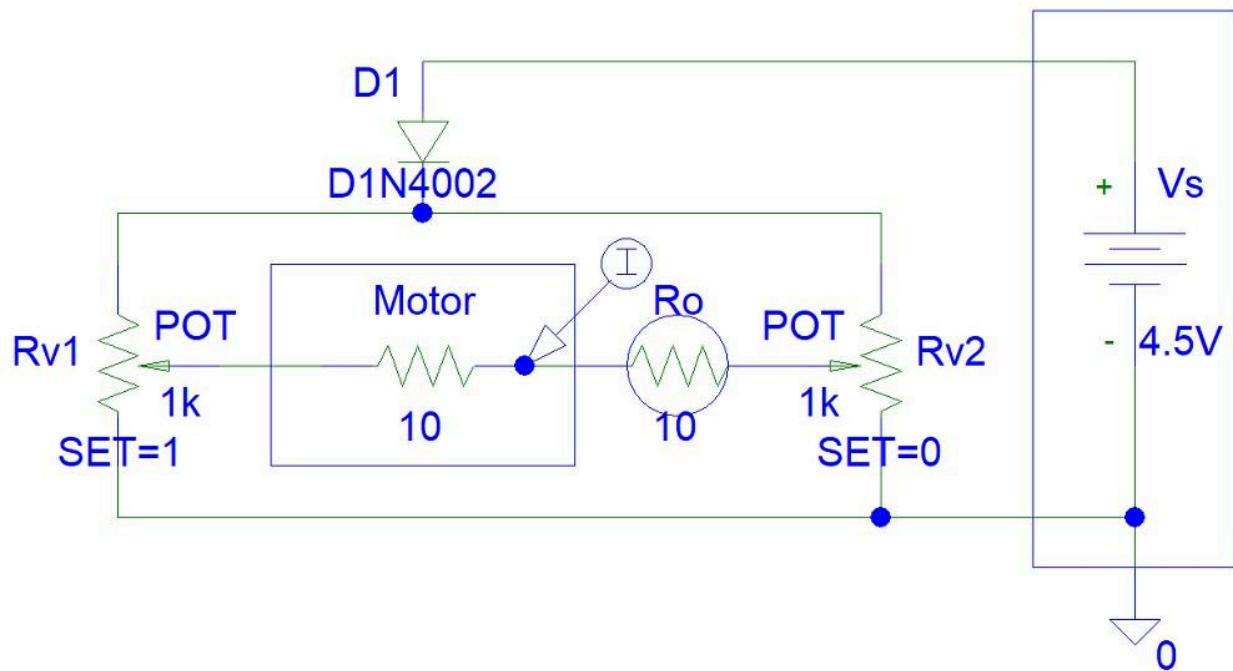 D1
D1N4002
+
Vs
I
Motor
Ro
POT
POT
Rv1
Rv2
-
4.5V
1k
10
10
1k
SET=1
SET=0
0